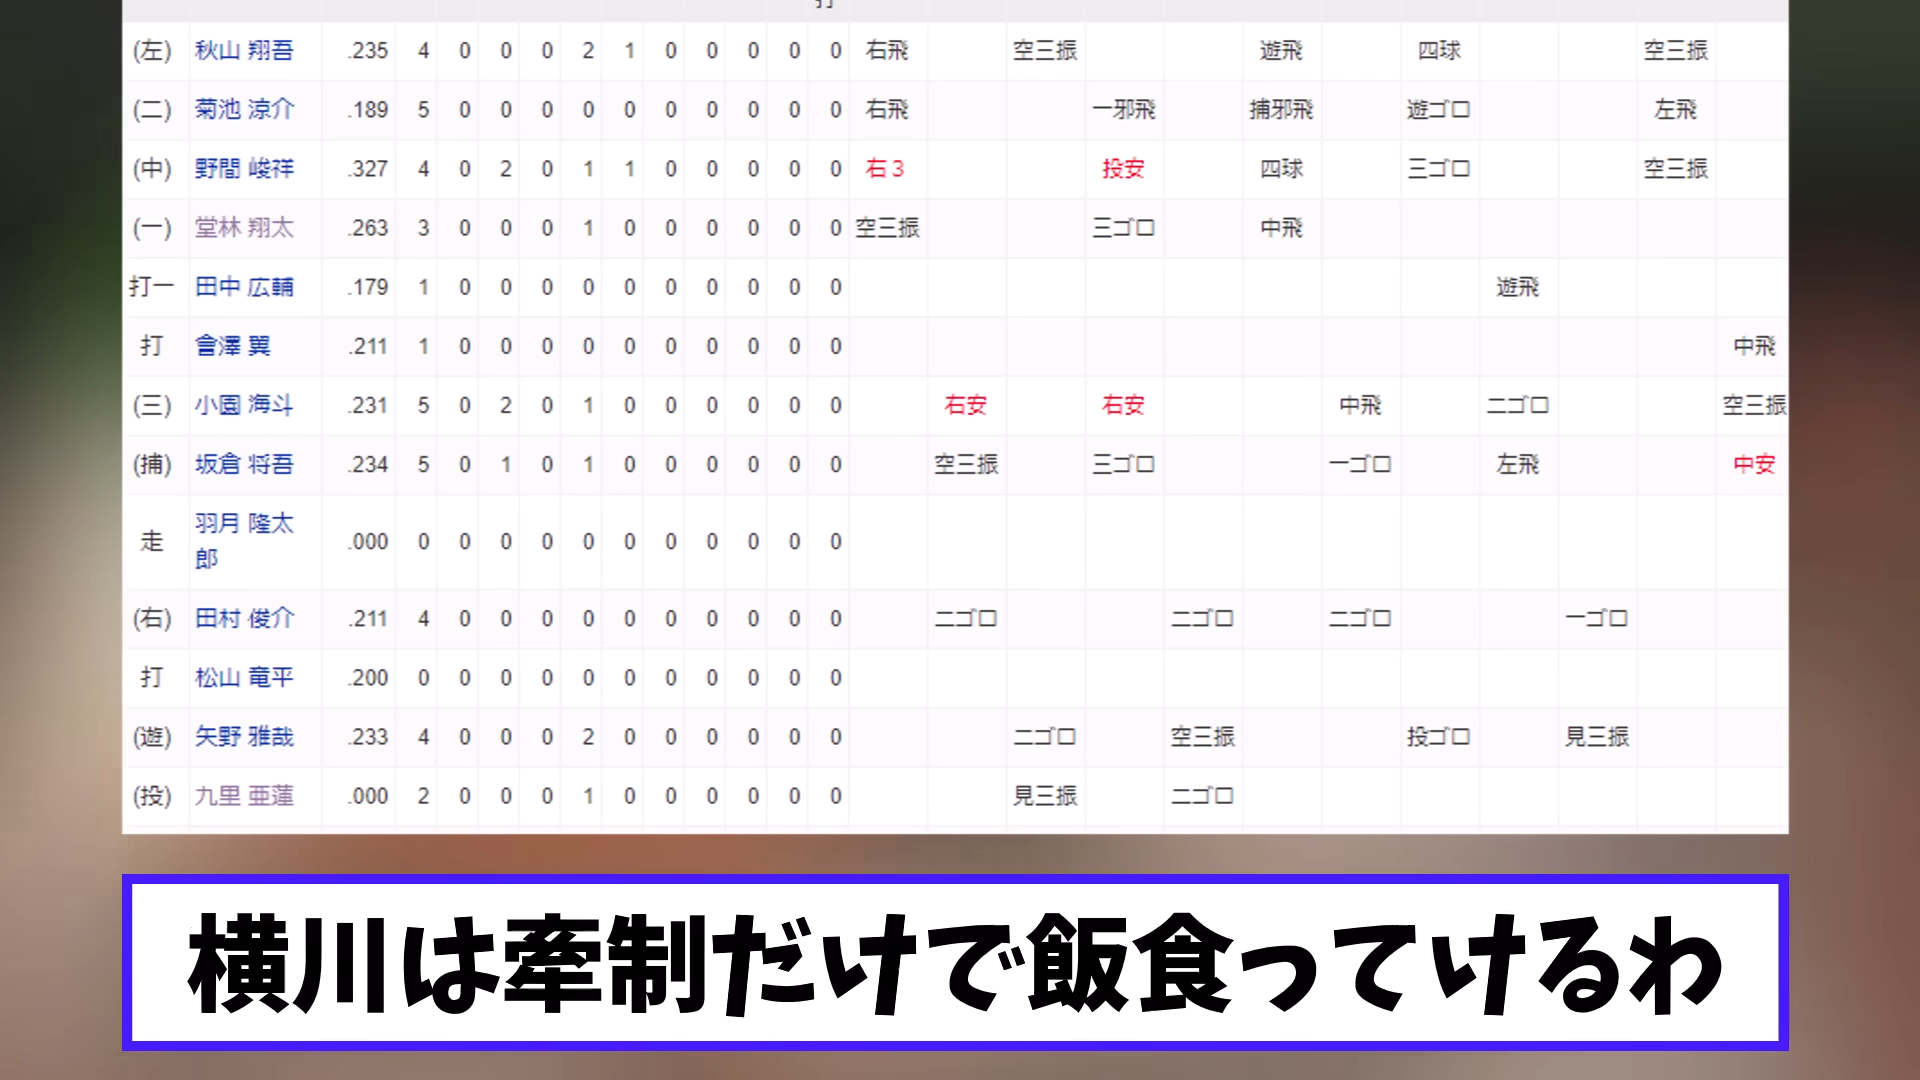 打
(左) 秋山 翔吾 .235 4 0 0 0 2 1 0 0 0 0 0 右飛 空三振 遊飛 四球 空三振
(二) 菊池 涼介 .189 5 0 0 0 0 0 0 0 0 0 0 右飛 一邪飛 捕邪飛 遊ゴロ 左飛
(中) 野間 峻祥 .327 4 0 2 0 1 1 0 0 0 0 0 右３ 投安 四球 三ゴロ 空三振
(一) 堂林 翔太 .263 3 0 0 0 1 0 0 0 0 0 0 空三振 三ゴロ 中飛
打一 田中 広輔 .179 1 0 0 0 0 0 0 0 0 0 0 遊飛
打 會澤 翼 .211 1 0 0 0 0 0 0 0 0 0 0 中飛
(三) 小園 海斗 .231 5 0 2 0 1 0 0 0 0 0 0 右安 右安 中飛 二ゴロ 空三振
(捕) 坂倉 将吾 .234 5 0 1 0 1 0 0 0 0 0 0 空三振 三ゴロ 一ゴロ 左飛 中安
走 羽月 隆太郎 .000 0 0 0 0 0 0 0 0 0 0 0
(右) 田村 俊介 .211 4 0 0 0 0 0 0 0 0 0 0 二ゴロ 二ゴロ 二ゴロ 一ゴロ
打 松山 竜平 .200 0 0 0 0 0 0 0 0 0 0 0
(遊) 矢野 雅哉 .233 4 0 0 0 2 0 0 0 0 0 0 二ゴロ 空三振 投ゴロ 見三振
(投) 九里 亜蓮 .000 2 0 0 0 1 0 0 0 0 0 0 見三振 二ゴロ
横川は牽制だけで飯食ってけるわ